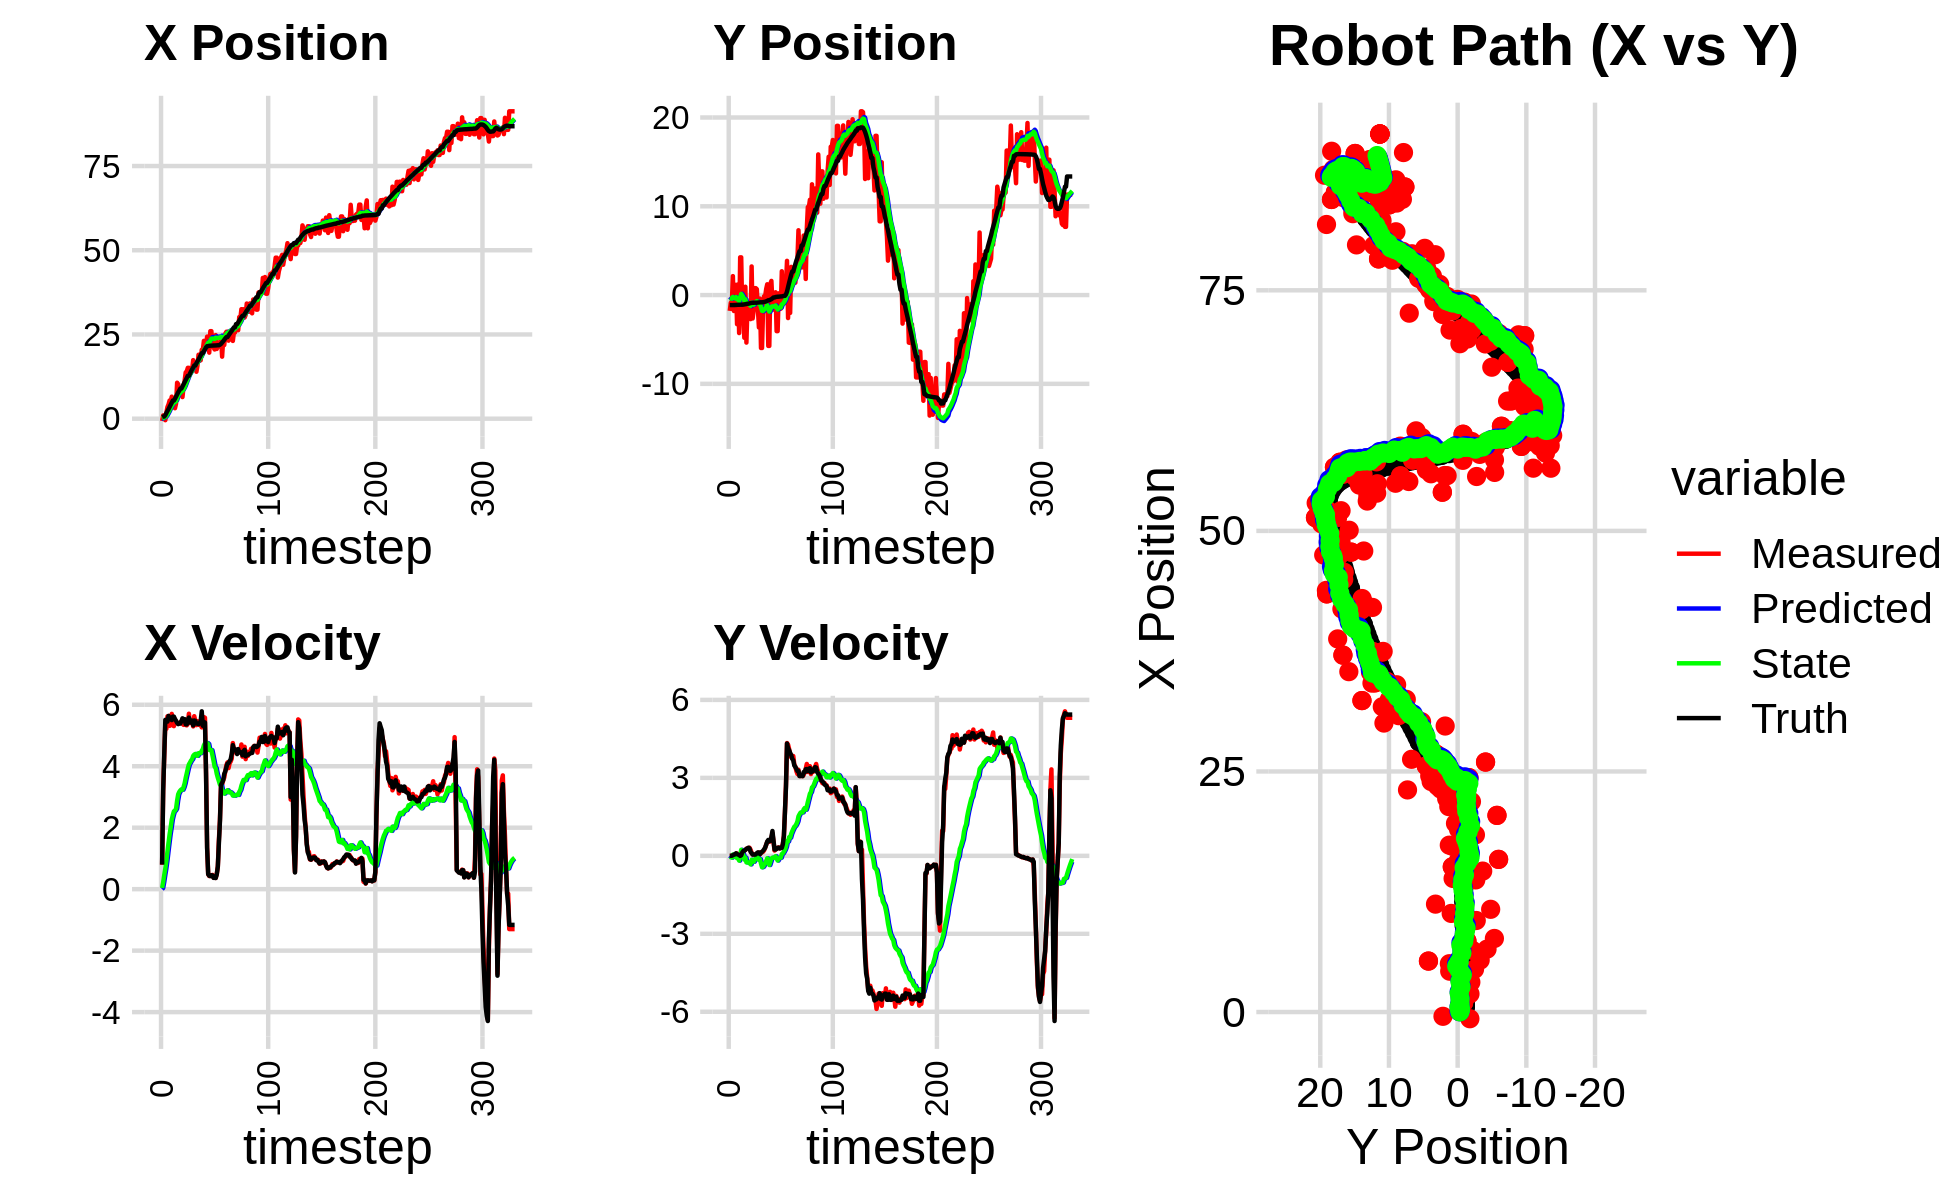 X Position
75
50
25
0
0
100
200
300
timestep
Y Position
20
10
0
-10
0
100
200
300
timestep
X Velocity
6
4
2
0
-2
-4
0
100
200
300
timestep
Y Velocity
6
3
0
-3
-6
0
100
200
300
timestep
Robot Path (X vs Y)
X Position
75
50
25
0
20 10 0 -10 -20
Y Position
variable
Measured
Predicted
State
Truth